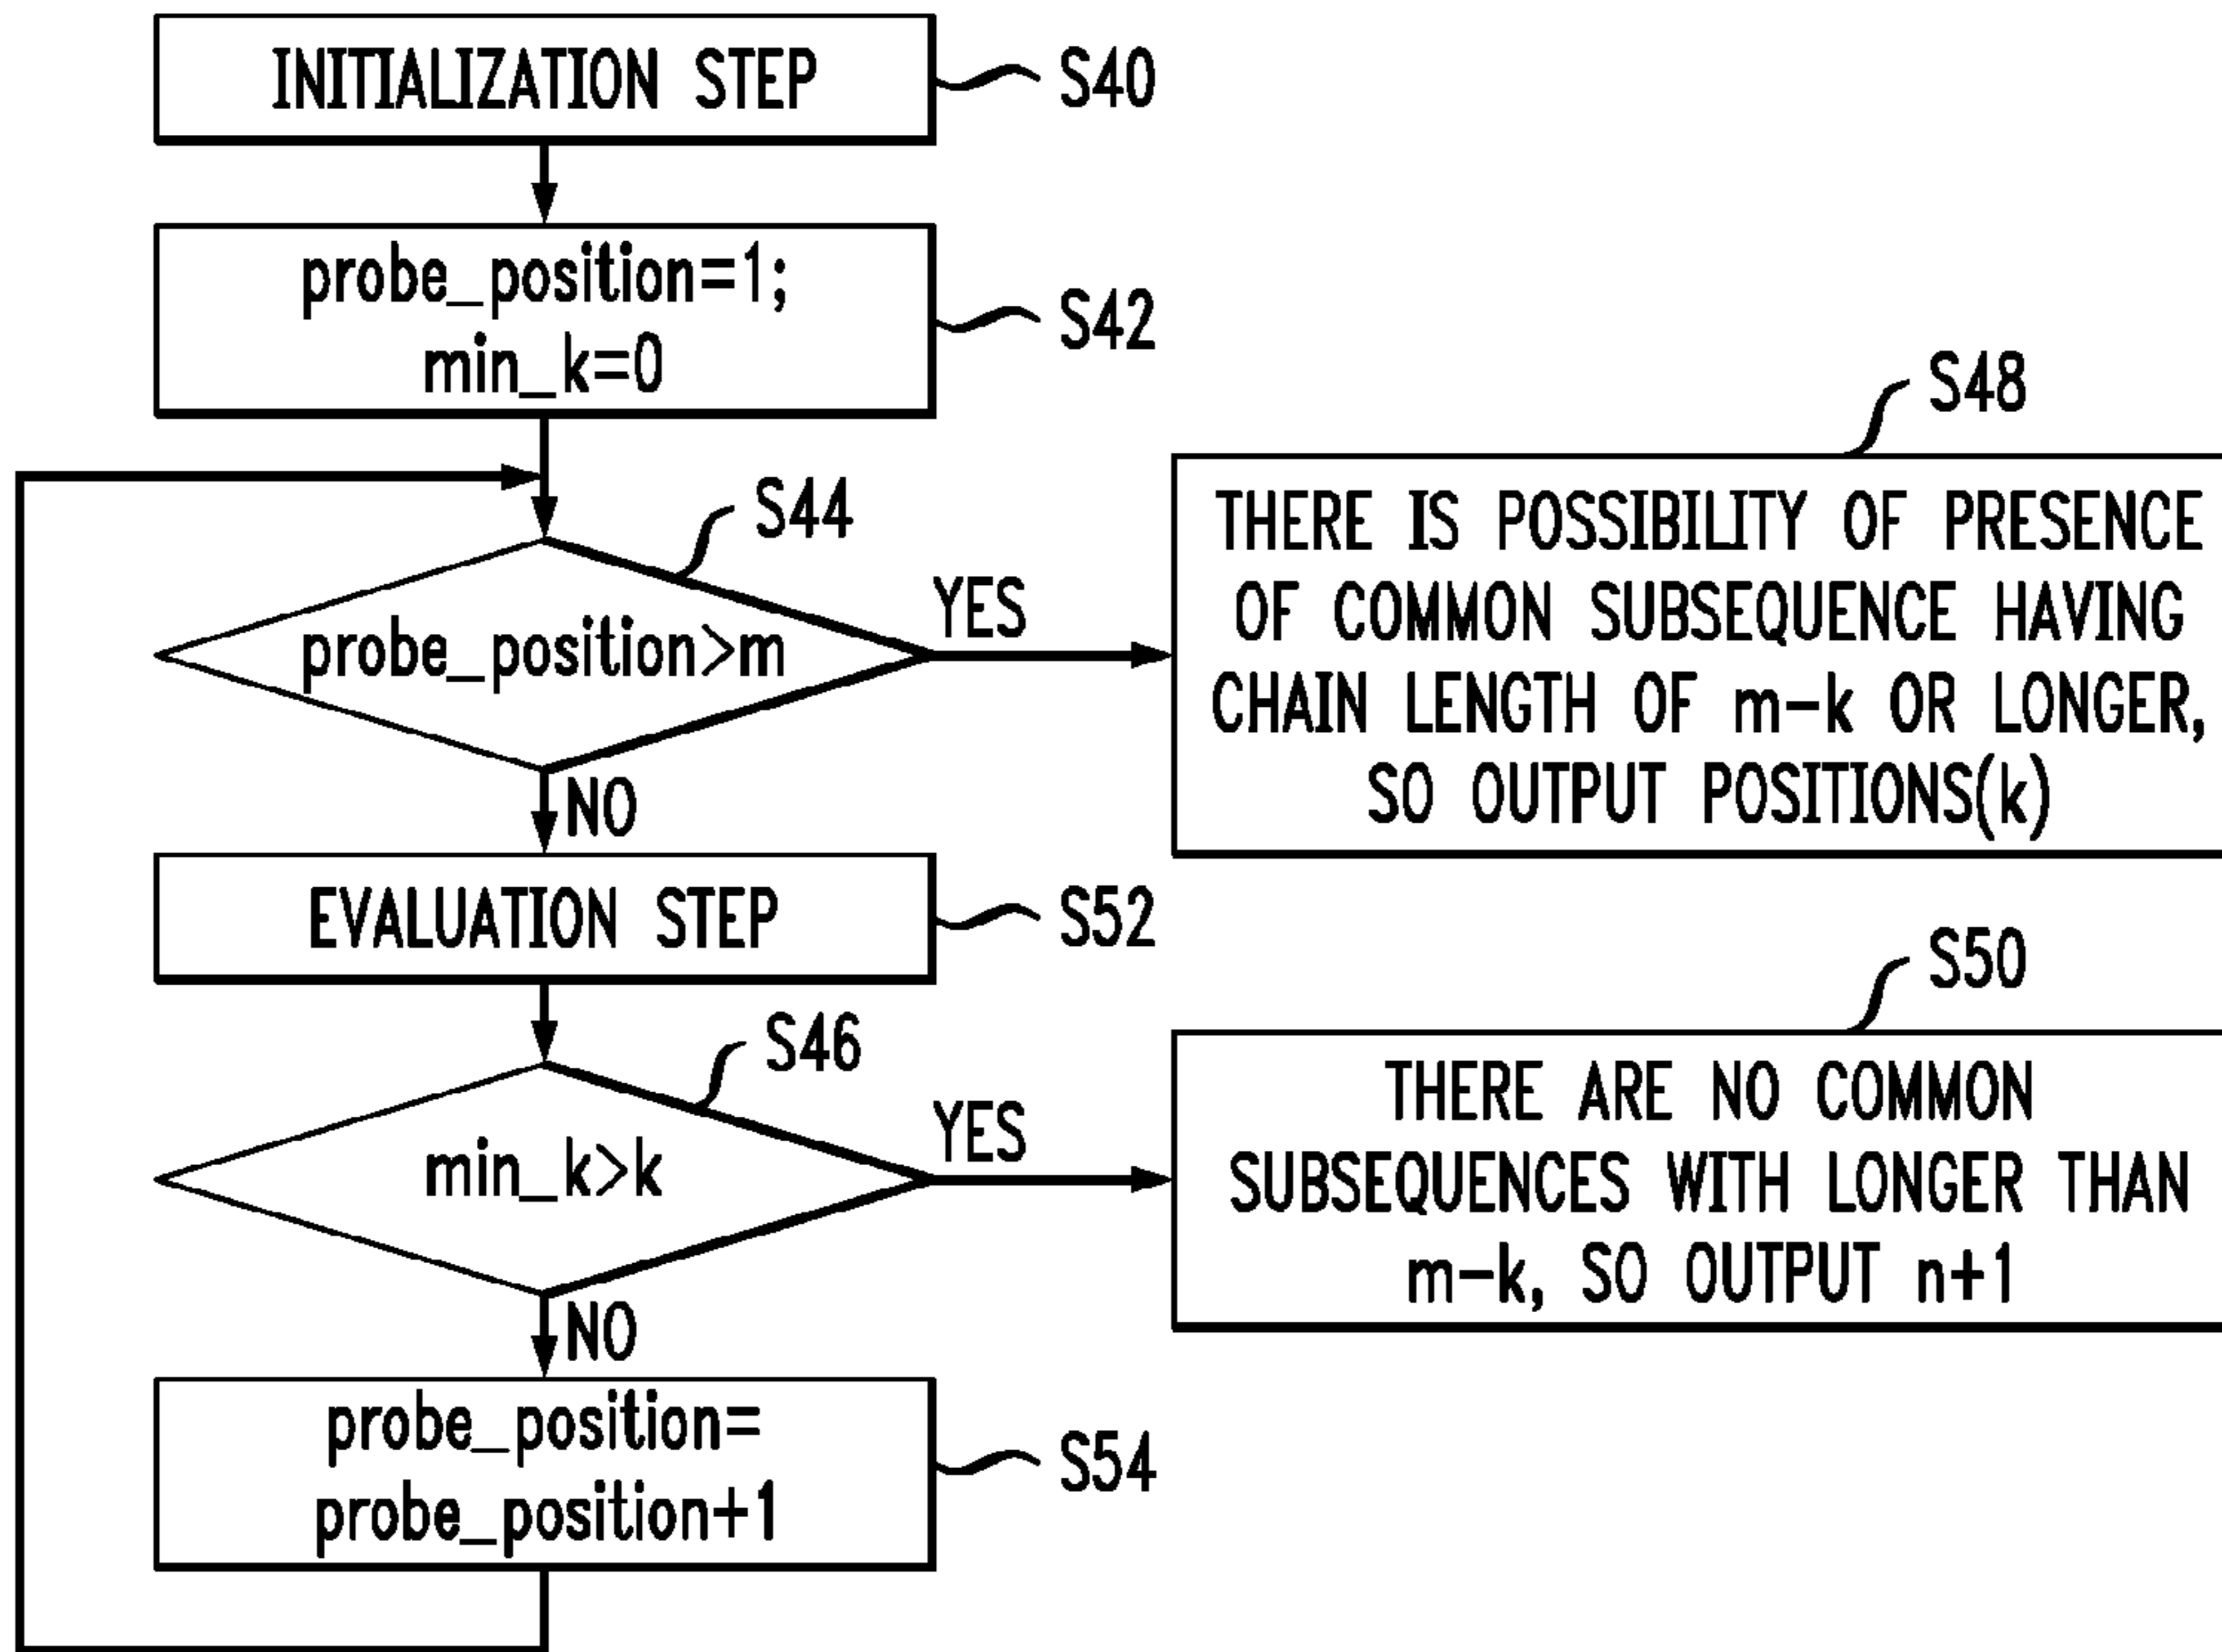 INITIALIZATION STEP
S40
probe_position=1;
min_k=0
S42
S44
probe_position>m
YES
S48
THERE IS POSSIBILITY OF PRESENCE
OF COMMON SUBSEQUENCE HAVING
CHAIN LENGTH OF m-k OR LONGER,
SO OUTPUT POSITIONS(k)
NO
EVALUATION STEP
S52
S46
min_k>k
YES
S50
THERE ARE NO COMMON
SUBSEQUENCES WITH LONGER THAN
m-k, SO OUTPUT n+1
NO
probe_position=
probe_position+1
S54